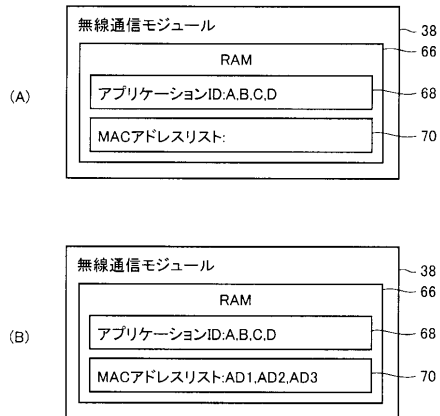 無線通信モジュール
38
66
RAM
(A)
アプリケーションID:A,B,C,D
68
MACアドレスリスト:
70
無線通信モジュール
38
66
RAM
(B)
アプリケーションID:A,B,C,D
68
MACアドレスリスト:AD1,AD2,AD3
70